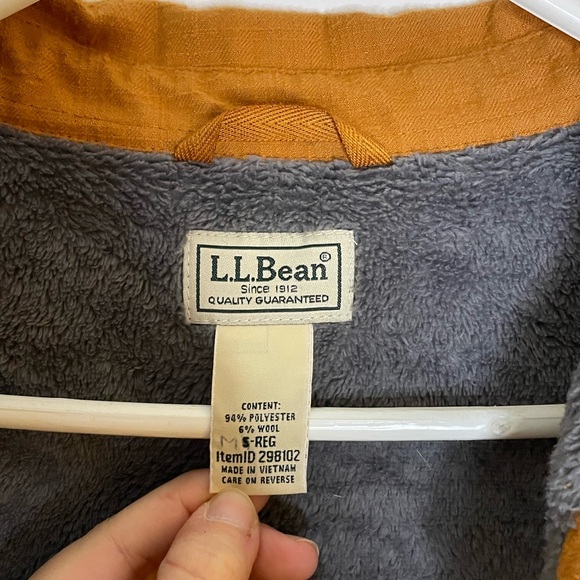 L.L.Bean®
Since 1912
QUALITY GUARANTEED
CONTENT:
94% POLYESTER
6% WOOL
M S-REG
ItemID 298102
MADE IN VIETNAM
CARE ON REVERSE